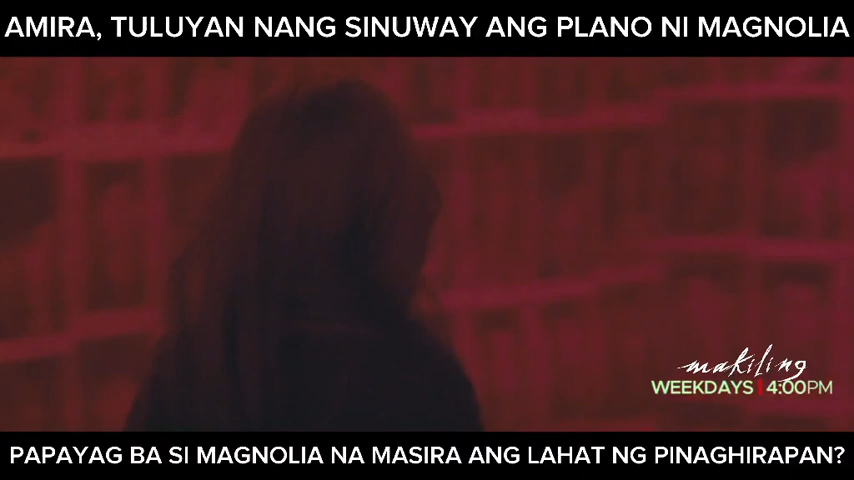 AMIRA, TULUYAN NANG SINUWAY ANG PLANO NI MAGNOLIA
makiling
WEEKDAYS | 4:00PM
PAPAYAG BA SI MAGNOLIA NA MASIRA ANG LAHAT NG PINAGHIRAPAN?